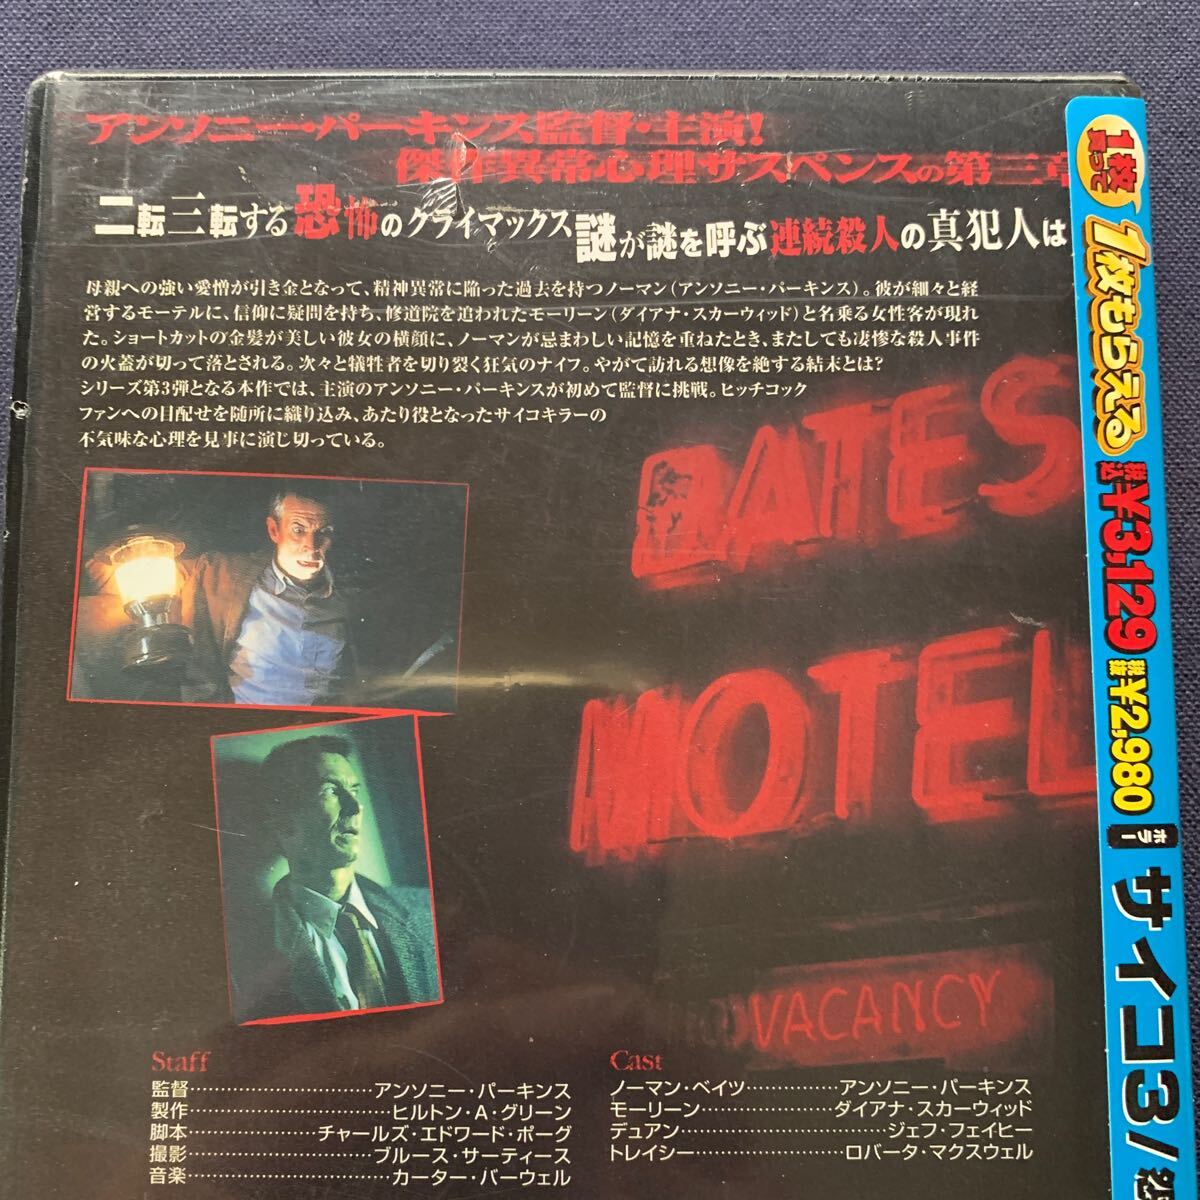 アンソニー・パーキンス監督・主演!
傑作異常心理サスペンスの第三章
二転三転する恐怖のクライマックス 謎が謎を呼ぶ連続殺人の真犯人は
母親への強い愛憎が引き金となって、精神異常に陥った過去を持つノーマン(アンソニー・パーキンス)。彼が細々と経
営するモーテルに、信仰に疑問を持ち、修道院を追われたモーリーン(ダイアナ・スカーウィッド)と名乗る女性客が現れ
た。ショートカットの金髪が美しい彼女の横顔に、ノーマンが忌まわしい記憶を重ねたとき、またしても凄惨な殺人事件
の火蓋が切って落とされる。次々と犠牲者を切り裂く狂気のナイフ。やがて訪れる想像を絶する結末とは?
シリーズ第3弾となる本作では、主演のアンソニー・パーキンスが初めて監督に挑戦。ヒッチコック
ファンへの目配せを随所に織り込み、あたり役となったサイコキラーの
不気味な心理を見事に演じ切っている。
BATES
MOTEL
NO VACANCY
Staff
監督……アンソニー・パーキンス
製作……ヒルトン・A・グリーン
脚本……チャールズ・エドワード・ポーグ
撮影……ブルース・サーティース
音楽……カーター・バーウェル
Cast
ノーマン・ベイツ……アンソニー・パーキンス
モーリーン……ダイアナ・スカーウィッド
デュアン……ジェフ・フェイヒー
トレイシー……ロバータ・マクスウェル
1枚買って
1枚もらえる
税込¥3,129 税抜¥2,980
ホラー
サイコ3/恐